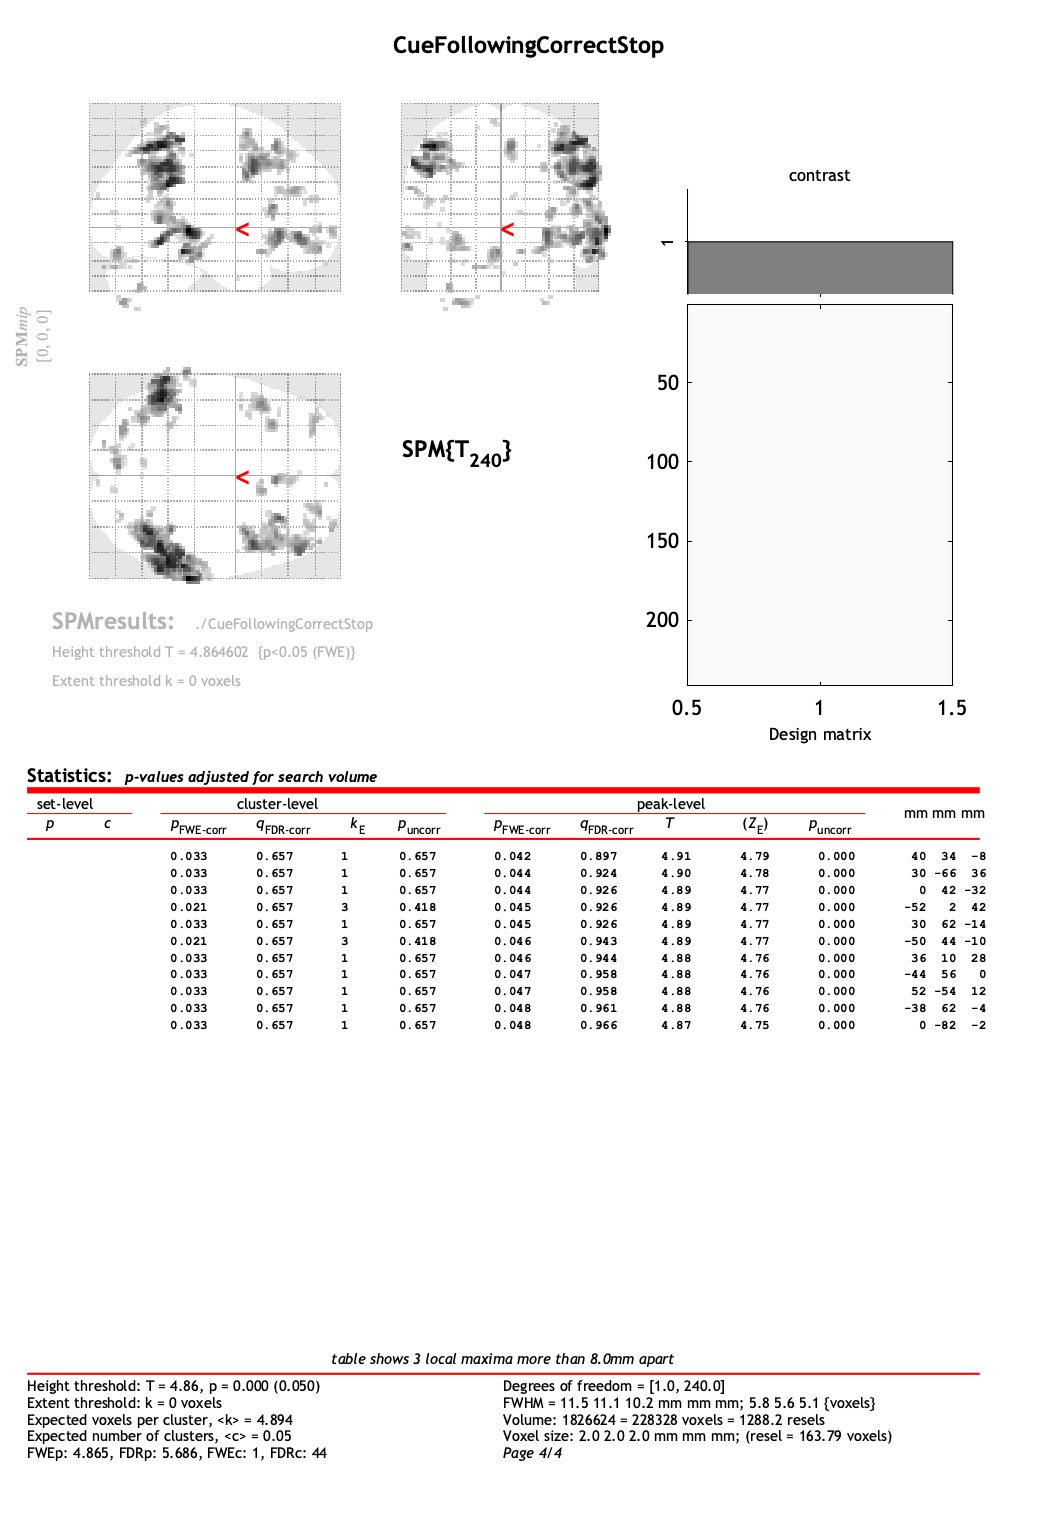 CueFollowingCorrectStop
<
<
SPMmip
[0, 0, 0]
<
SPM{T240}
contrast
1
50
100
150
200
0.5 1 1.5
Design matrix
SPMresults: ./CueFollowingCorrectStop
Height threshold T = 4.864602 {p<0.05 (FWE)}
Extent threshold k = 0 voxels
Statistics: p-values adjusted for search volume
set-level cluster-level peak-level
p c pFWE-corr qFDR-corr kE puncorr pFWE-corr qFDR-corr T (ZE) puncorr mm mm mm
0.033 0.657 1 0.657 0.042 0.897 4.91 4.79 0.000 40 34 -8
0.033 0.657 1 0.657 0.044 0.924 4.90 4.78 0.000 30 -66 36
0.033 0.657 1 0.657 0.044 0.926 4.89 4.77 0.000 0 42 -32
0.021 0.657 3 0.418 0.045 0.926 4.89 4.77 0.000 -52 2 42
0.033 0.657 1 0.657 0.045 0.926 4.89 4.77 0.000 30 62 -14
0.021 0.657 3 0.418 0.046 0.943 4.89 4.77 0.000 -50 44 -10
0.033 0.657 1 0.657 0.046 0.944 4.88 4.76 0.000 36 10 28
0.033 0.657 1 0.657 0.047 0.958 4.88 4.76 0.000 -44 56 0
0.033 0.657 1 0.657 0.047 0.958 4.88 4.76 0.000 52 -54 12
0.033 0.657 1 0.657 0.048 0.961 4.88 4.76 0.000 -38 62 -4
0.033 0.657 1 0.657 0.048 0.966 4.87 4.75 0.000 0 -82 -2
table shows 3 local maxima more than 8.0mm apart
Height threshold: T = 4.86, p = 0.000 (0.050)
Extent threshold: k = 0 voxels
Expected voxels per cluster, <k> = 4.894
Expected number of clusters, <c> = 0.05
FWEp: 4.865, FDRp: 5.686, FWEc: 1, FDRc: 44
Degrees of freedom = [1.0, 240.0]
FWHM = 11.5 11.1 10.2 mm mm mm; 5.8 5.6 5.1 {voxels}
Volume: 1826624 = 228328 voxels = 1288.2 resels
Voxel size: 2.0 2.0 2.0 mm mm mm; (resel = 163.79 voxels)
Page 4/4